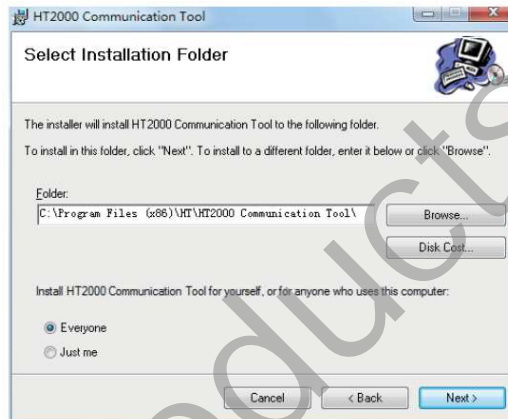 HT2000 Communication Tool
Select Installation Folder
The installer will install HT2000 Communication Tool to the following folder.
To install in this folder, click "Next". To install to a different folder, enter it below or click "Browse".
Folder:
C:\Program Files (x86)\HT\HT2000 Communication Tool\
Browse...
Disk Cost...
Install HT2000 Communication Tool for yourself, or for anyone who uses this computer:
Everyone
Just me
Cancel
< Back
Next >